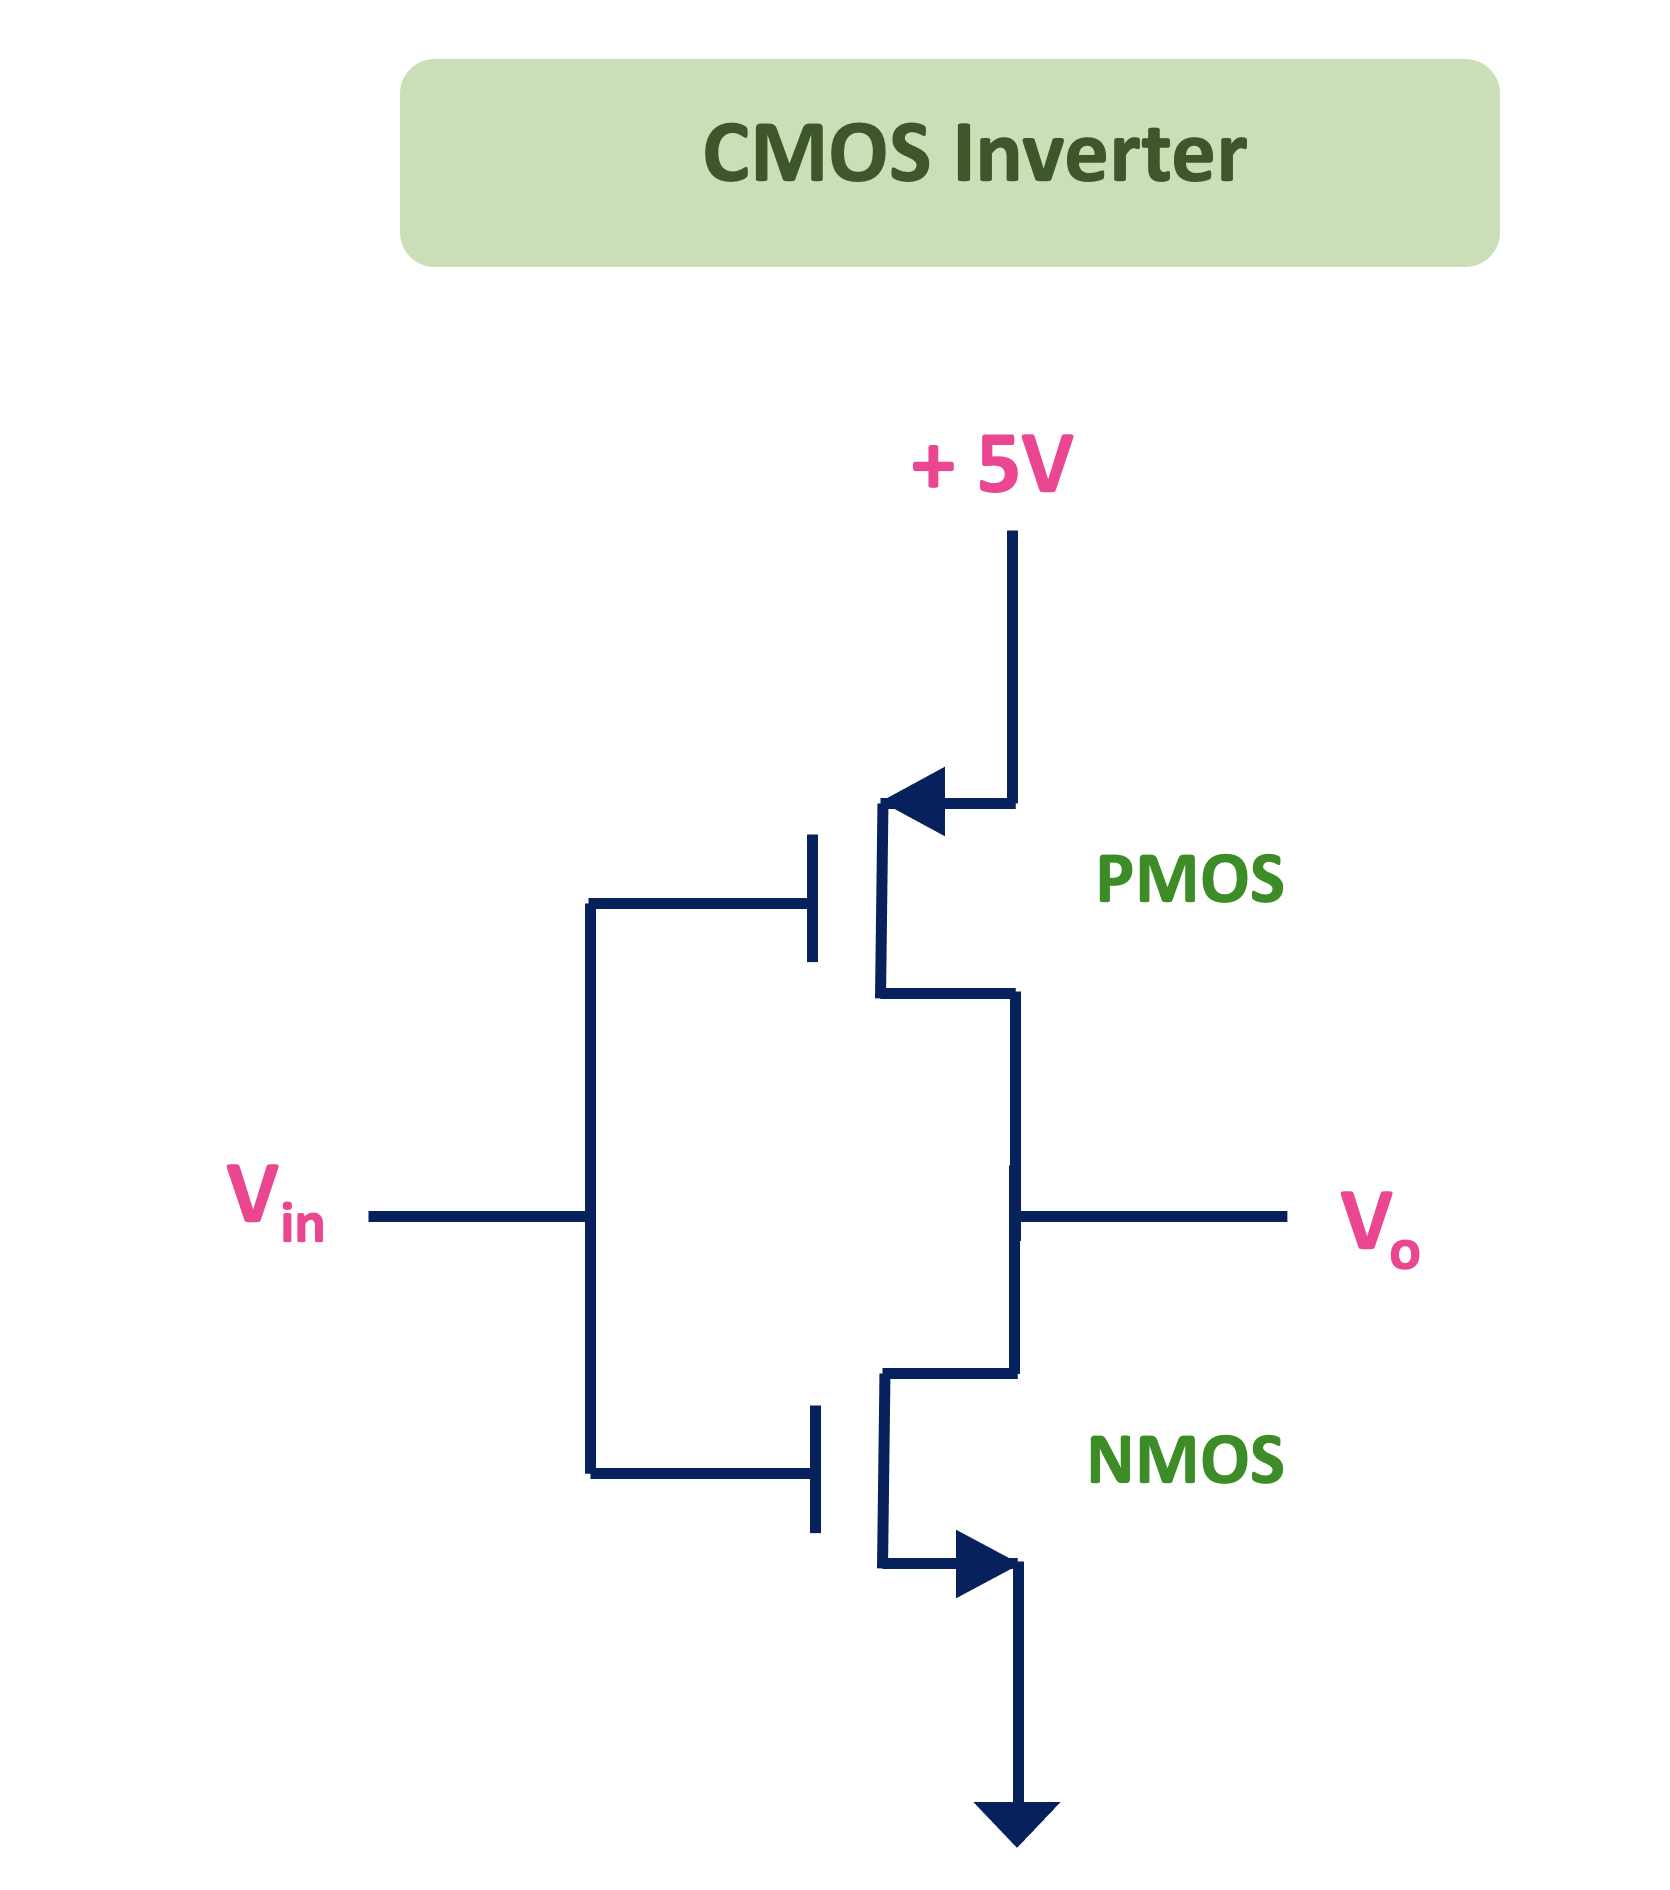 CMOS Inverter
+ 5V
PMOS
Vin
Vo
NMOS